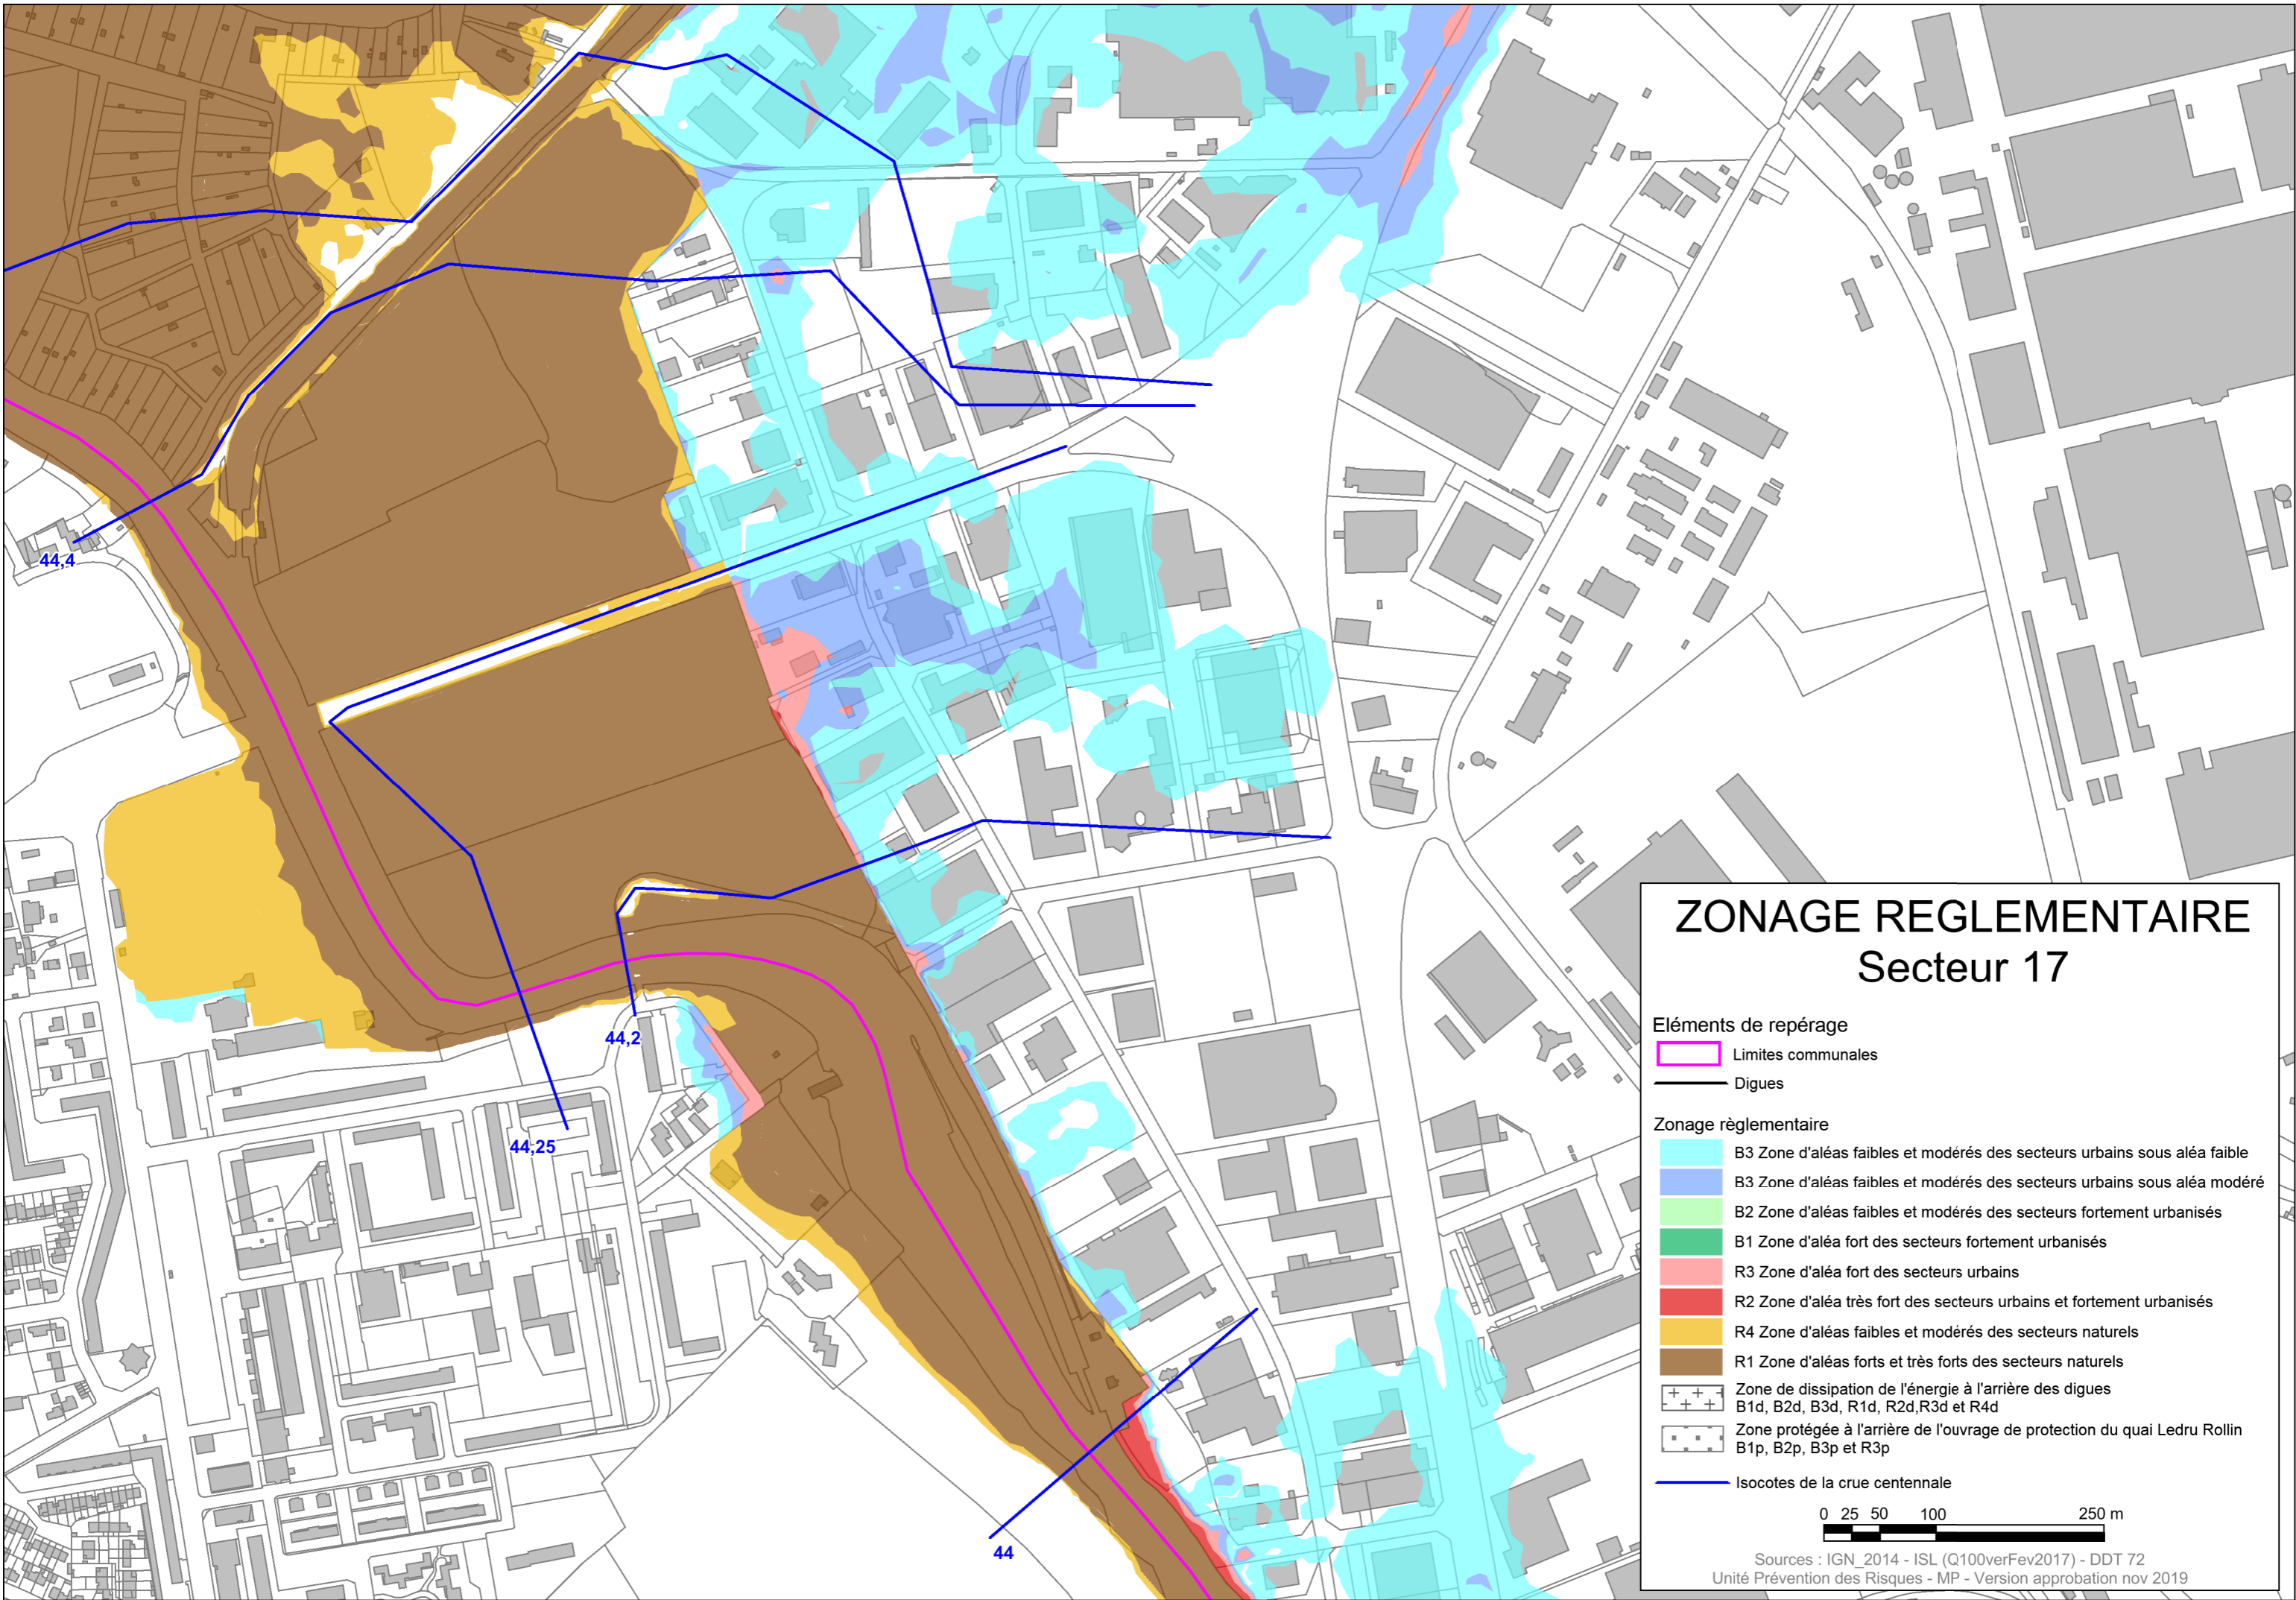 44,4
44,2
44,25
44
ZONAGE REGLEMENTAIRE
Secteur 17
Eléments de repérage
Limites communales
Digues
Zonage règlementaire
B3 Zone d'aléas faibles et modérés des secteurs urbains sous aléa faible
B3 Zone d'aléas faibles et modérés des secteurs urbains sous aléa modéré
B2 Zone d'aléas faibles et modérés des secteurs fortement urbanisés
B1 Zone d'aléa fort des secteurs fortement urbanisés
R3 Zone d'aléa fort des secteurs urbains
R2 Zone d'aléa très fort des secteurs urbains et fortement urbanisés
R4 Zone d'aléas faibles et modérés des secteurs naturels
R1 Zone d'aléas forts et très forts des secteurs naturels
Zone de dissipation de l'énergie à l'arrière des digues
B1d, B2d, B3d, R1d, R2d,R3d et R4d
Zone protégée à l'arrière de l'ouvrage de protection du quai Ledru Rollin
B1p, B2p, B3p et R3p
Isocotes de la crue centennale
0 25 50 100 250 m
Sources : IGN_2014 - ISL (Q100verFev2017) - DDT 72
Unité Prévention des Risques - MP - Version approbation nov 2019